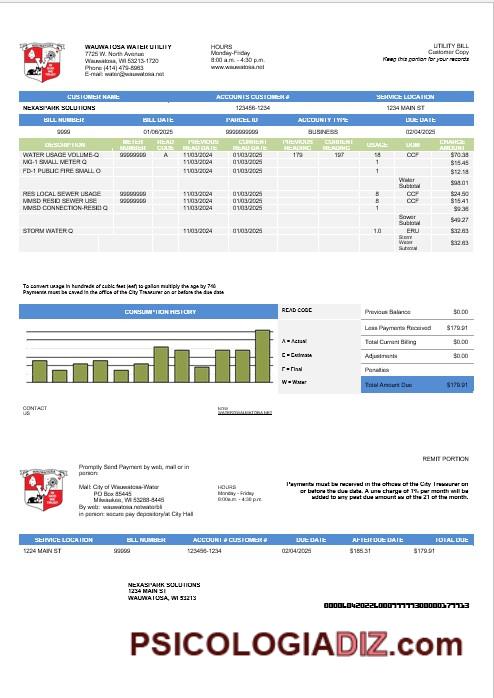 WAUWATOSA WATER UTILITY
7725 W. North Avenue
Wauwatosa, WI 53213-1720
Phone (414) 479-8963
E-mail: water@wauwatosa.net
HOURS
Monday-Friday
8:00 a.m. - 4:30 p.m.
www.wauwatosa.net
UTILITY BILL
Customer Copy
Keep this portion for your records
CUSTOMER NAME ACCOUNTS CUSTOMER # SERVICE LOCATION
NEXASPARK SOLUTIONS 123456-1234 1234 MAIN ST
BILL NUMBER BILL DATE PARCEL ID ACCOUNTY TYPE DUE DATE
9999 01/06/2025 9999999999 BUSINESS 02/04/2025
DESCRIPTION METER NUMBER READ CODE PREVIOUS READ DATE CURRENT READ DATE PREVIOUS READING CURRENT READING USAGE UOM CHARGE AMOUNT
WATER USAGE VOLUME-Q 99999999 A 11/03/2024 01/03/2025 179 197 18 CCF $70.38
MG-1 SMALL METER Q 11/03/2024 01/03/2025 1 $15.45
FD-1 PUBLIC FIRE SMALL O 11/03/2024 01/03/2025 1 $12.18
Water Subtotal $98.01
RES LOCAL SEWER USAGE 99999999 11/03/2024 01/03/2025 8 CCF $24.50
MMSD RESID SEWER USE 99999999 11/03/2024 01/03/2025 8 CCF $15.41
MMSD CONNECTION-RESID Q 11/03/2024 01/03/2025 1 $9.36
Sower Subtotal $49.27
STORM WATER Q 11/03/2024 01/03/2025 1.0 ERU $32.63
Storm Water Subtotal $32.63
To convert usage in hundreds of cubic feet (eef) to gallon multiply the age by 748
Payments must be caved in the office of the City Treasurer on or before the due date
CONSUMPTION HISTORY
READ CODE
A = Actual
E = Estimate
F = Final
W = Water
Previous Balance $0.00
Less Payments Received $179.91
Total Current Billing $0.00
Adjustments $0.00
Penalties
Total Amount Due $179.91
CONTACT US
REMIT PORTION
Promptly Send Payment by web, mail or in person:
Mail: City of Wauwatosa-Water
PO Box 85445
Milwaukee, WI 53288-8445
By web: wauwatosa.netwaterbli
in person: secure pay depository/at City Hall
HOURS
Monday - Friday
8:00a.m. - 4:30 p.m.
Payments must be received in the offices of the City Treasurer on
or before the due date. A une charge of 1% per month will be
added to any past due amount as of the 21 of the month.
SERVICE LOCATION BILL NUMBER ACCOUNT # CUSTOMER # DUE DATE AFTER DUE DATE TOTAL DUE
1224 MAIN ST 99999 123456-1234 02/04/2025 $185.31 $179.91
NEXASPARK SOLUTIONS
1234 MAIN ST
WAUWATOSA, WI 53213
PSICOLOGIADIZ.com